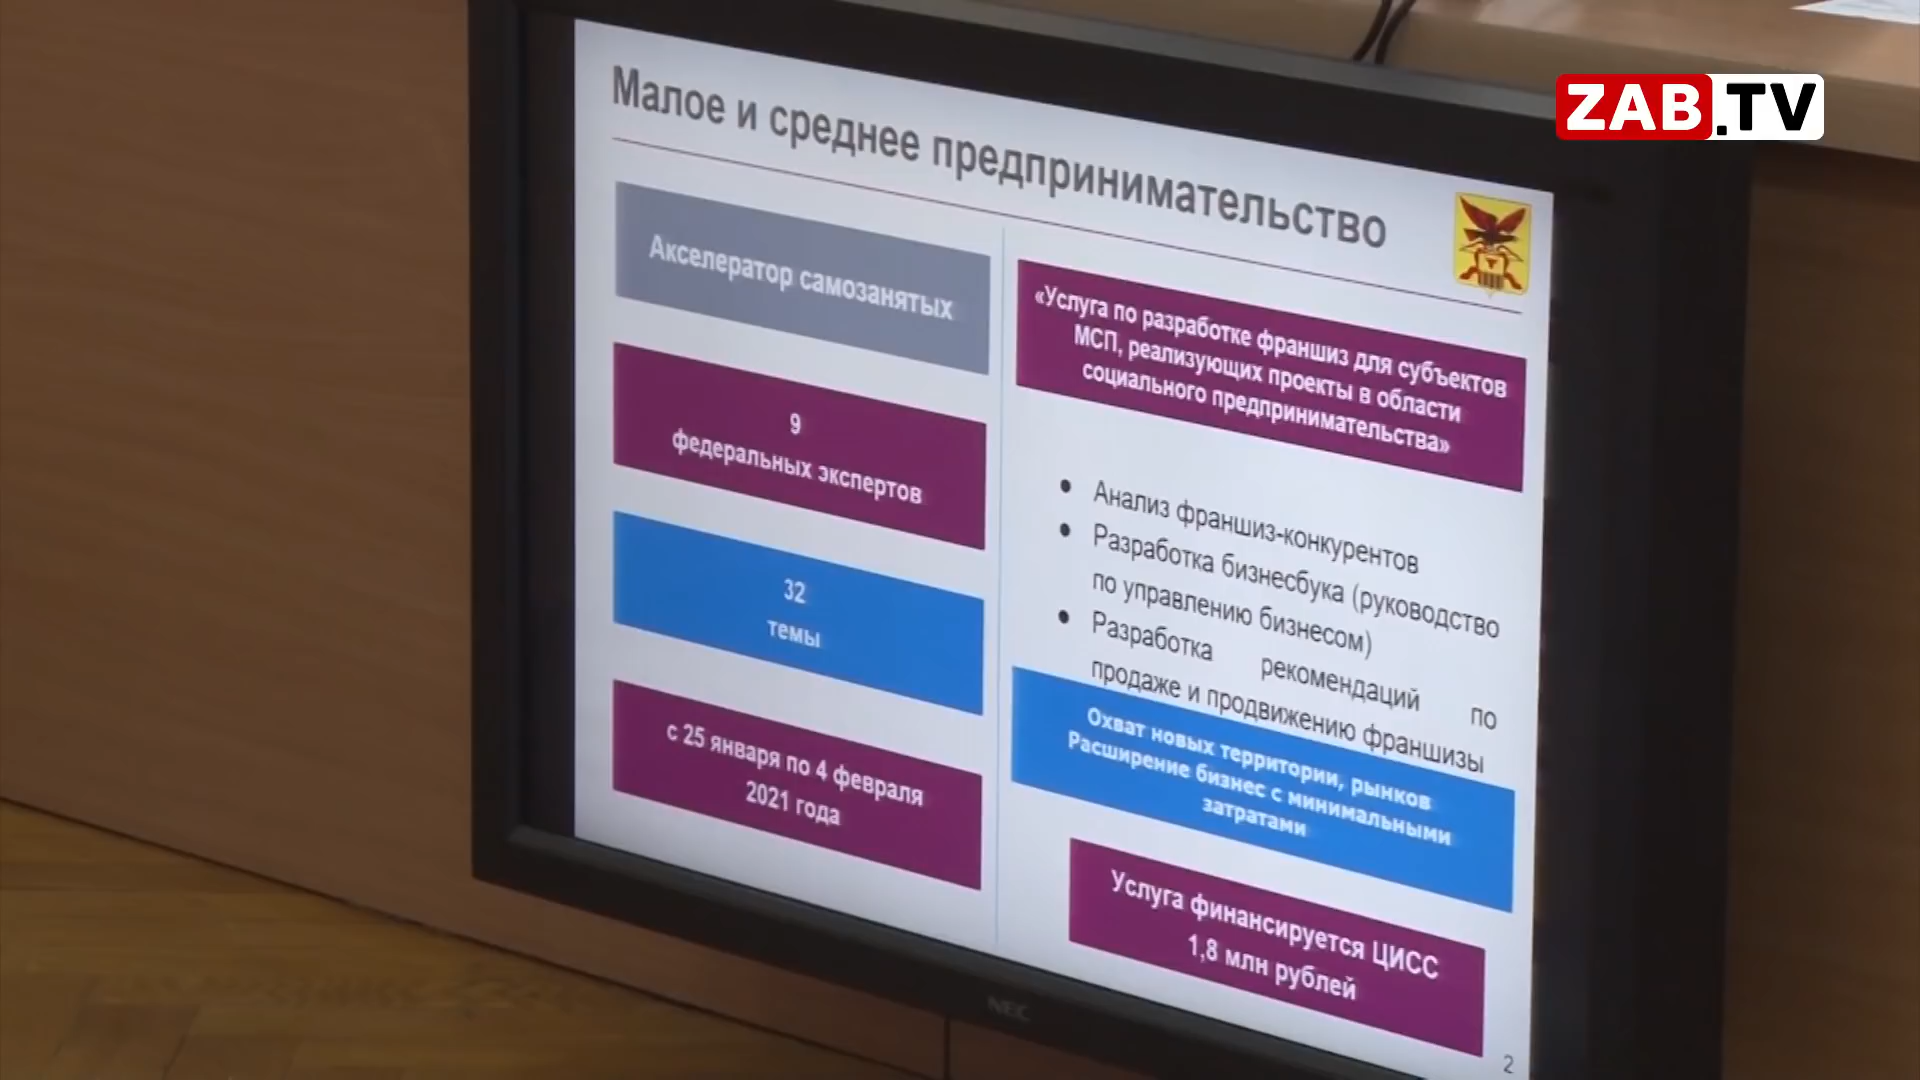 ZAB.TV
Малое и среднее предпринимательство
Акселератор самозанятых
9
федеральных экспертов
32
темы
с 25 января по 4 февраля
2021 года
«Услуга по разработке франшиз для субъектов
МСП, реализующих проекты в области
социального предпринимательства»
• Анализ франшиз-конкурентов
• Разработка бизнесбука (руководство
по управлению бизнесом)
• Разработка рекомендаций по
продаже и продвижению франшизы
Охват новых территории, рынков
Расширение бизнес с минимальными
затратами
Услуга финансируется ЦИСС
1,8 млн рублей
2
NEC